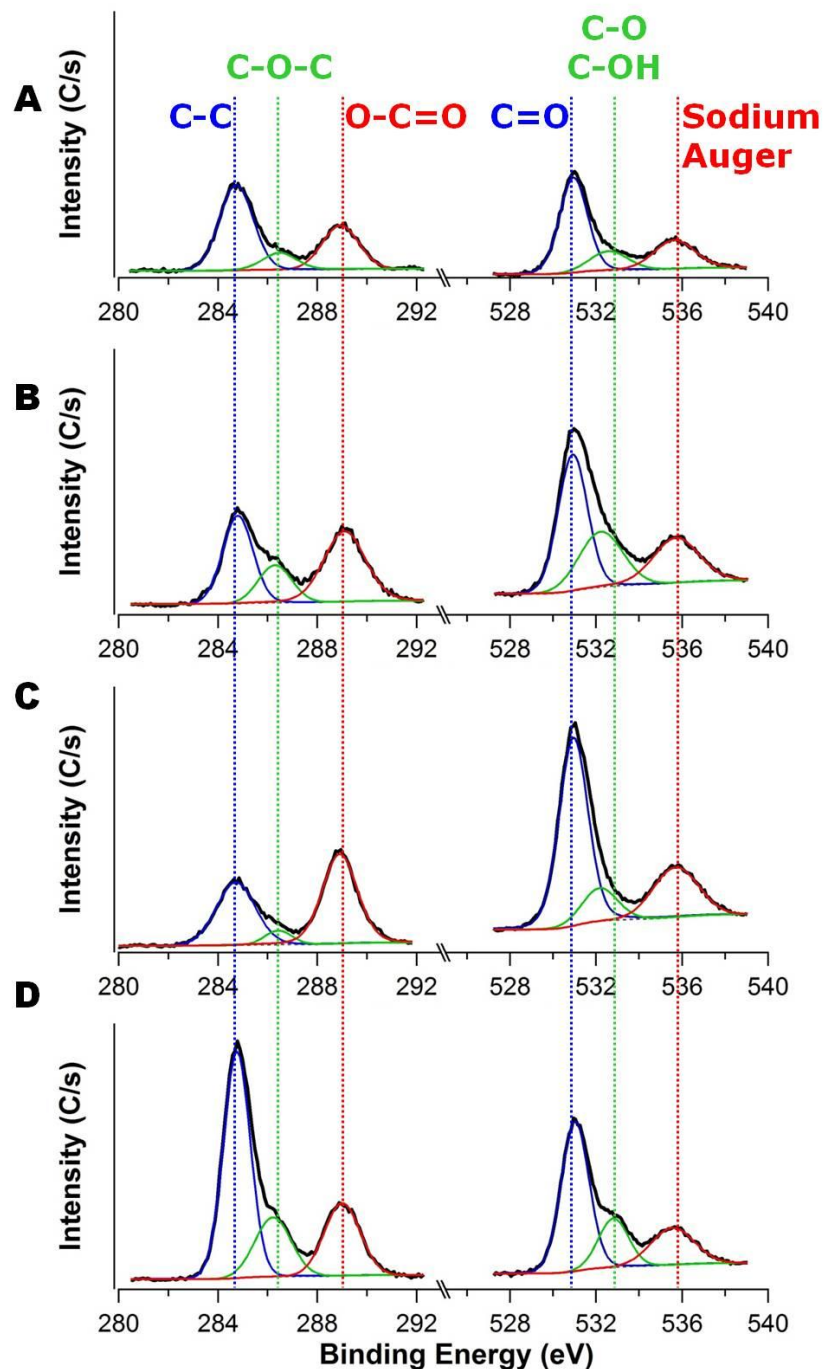 C-O
C-O-C C-OH
A
C-C O-C=O C=O Sodium
Auger
Intensity (C/s)
280 284 288 292 528 532 536 540
B
Intensity (C/s)
280 284 288 292 528 532 536 540
C
Intensity (C/s)
280 284 288 292 528 532 536 540
D
Intensity (C/s)
280 284 288 292 528 532 536 540
Binding Energy (eV)